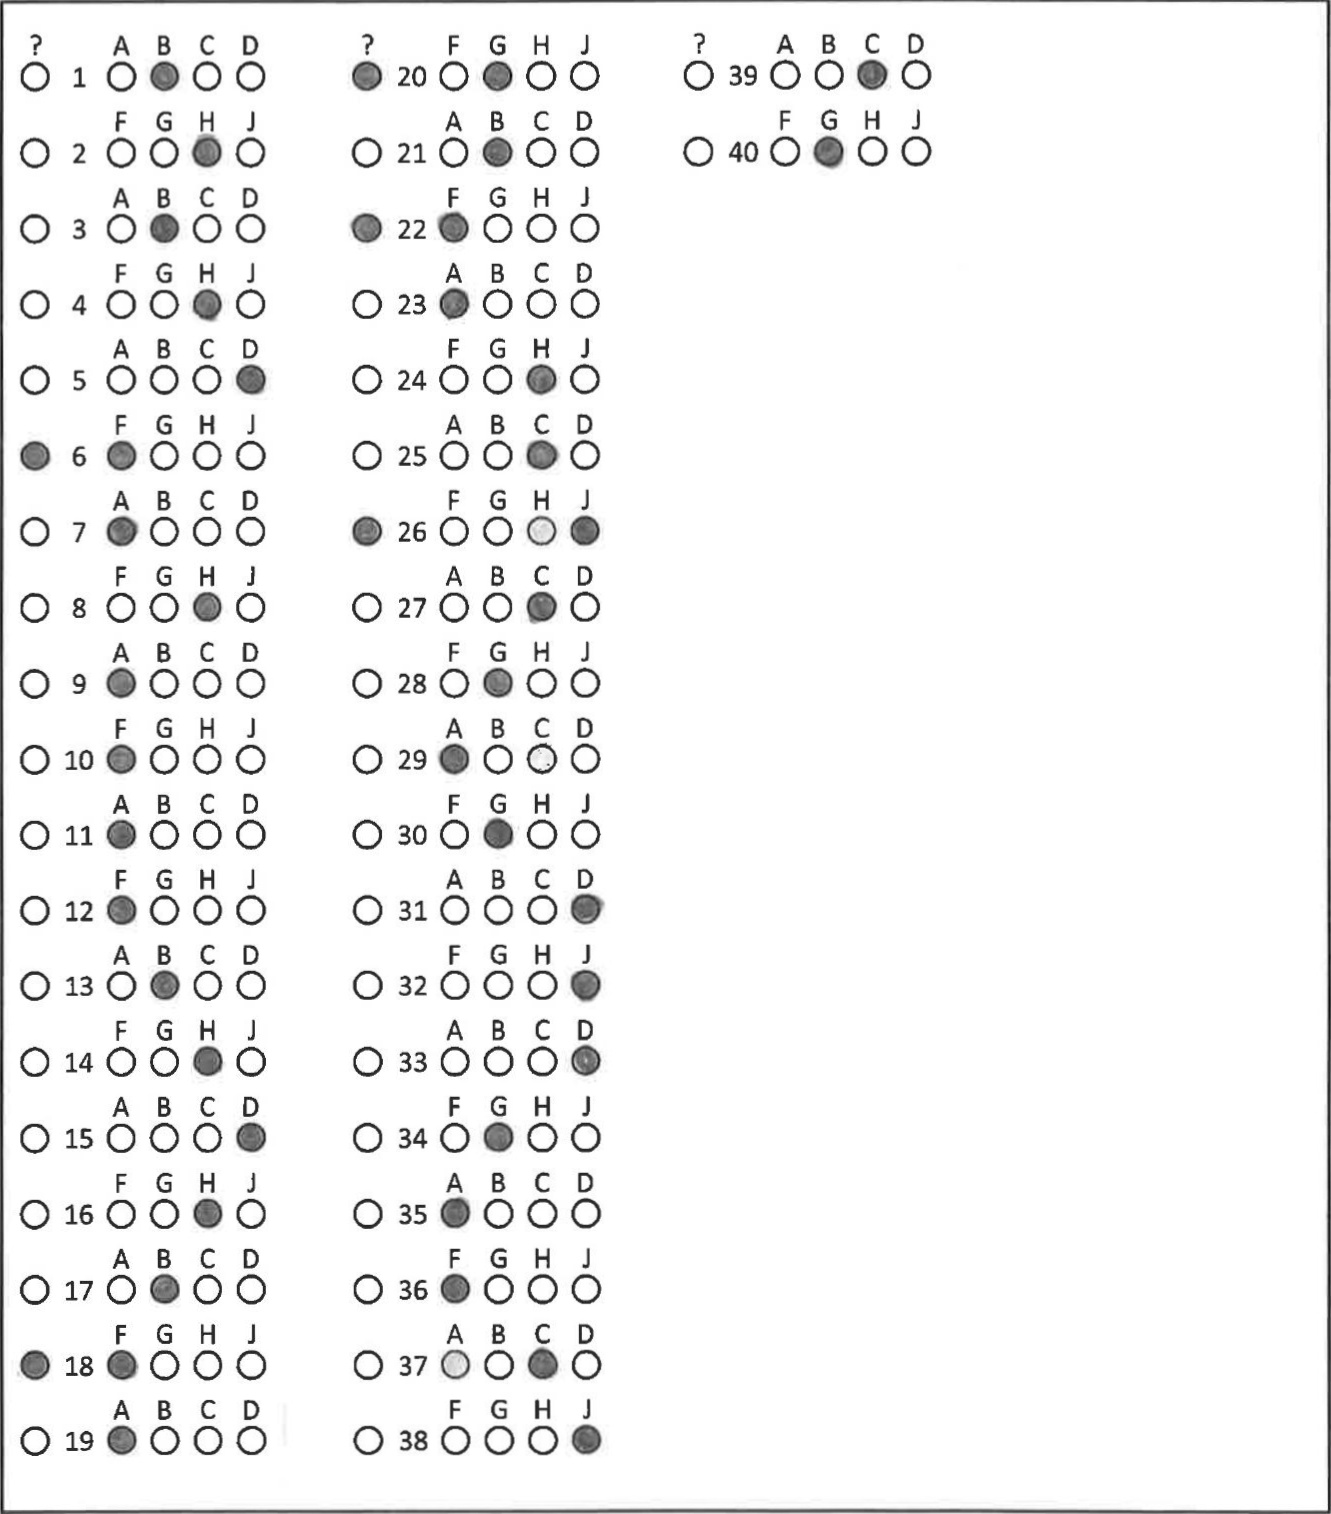 ? A B C D
1
F G H J
2
A B C D
3
F G H J
4
A B C D
5
F G H J
6
A B C D
7
F G H J
8
A B C D
9
F G H J
10
A B C D
11
F G H J
12
A B C D
13
F G H J
14
A B C D
15
F G H J
16
A B C D
17
F G H J
18
A B C D
19
? F G H J
20
A B C D
21
F G H J
22
A B C D
23
F G H J
24
A B C D
25
F G H J
26
A B C D
27
F G H J
28
A B C D
29
F G H J
30
A B C D
31
F G H J
32
A B C D
33
F G H J
34
A B C D
35
F G H J
36
A B C D
37
F G H J
38
? A B C D
39
F G H J
40